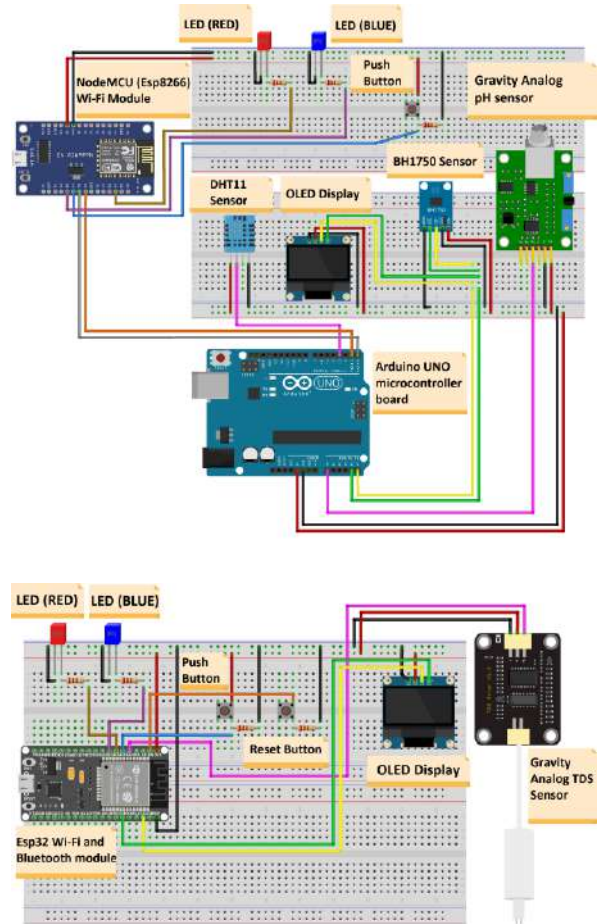 LED (RED)
LED (BLUE)
NodeMCU (Esp8266)
Wi-Fi Module
Push
Button
Gravity Analog
pH sensor
BH1750 Sensor
DHT11
Sensor
OLED Display
Arduino UNO
microcontroller
board
UNO
LED (RED)
LED (BLUE)
Push
Button
Reset Button
OLED Display
Gravity
Analog TDS
Sensor
Esp32 Wi-Fi and
Bluetooth module